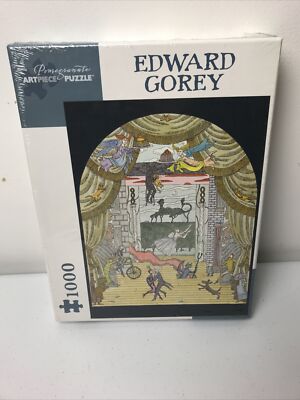 Pomegranate
ARTPIECE PUZZLE
EDWARD
GOREY
1000